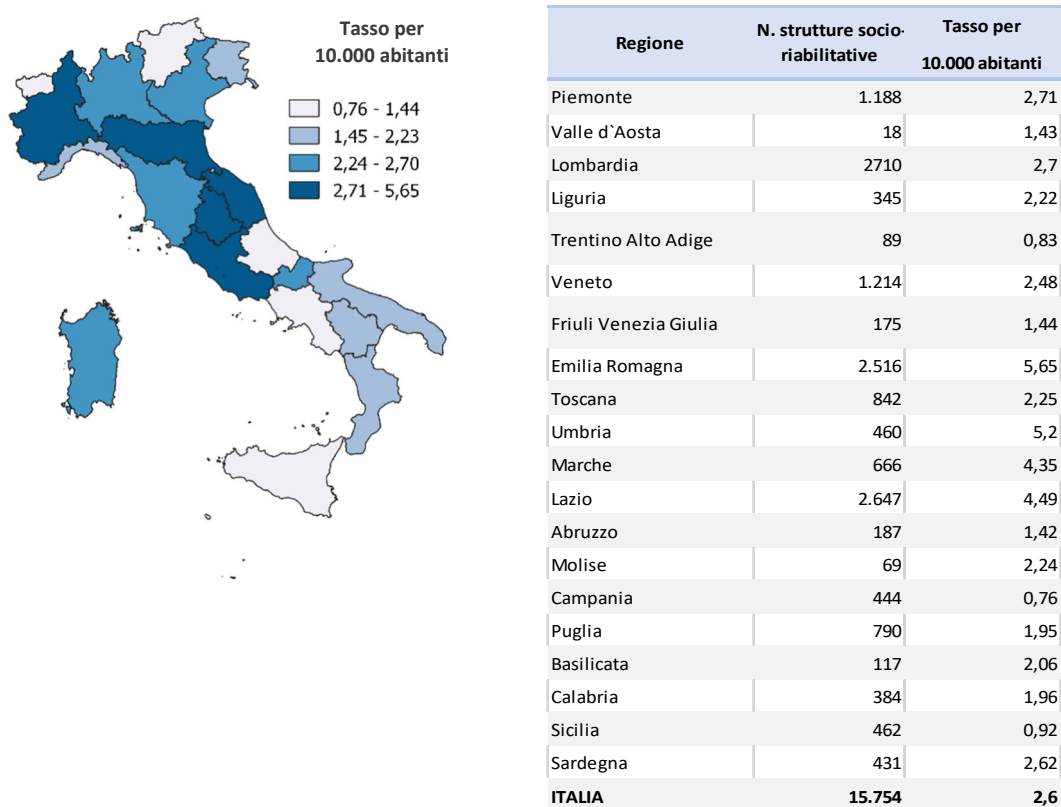 Tasso per
10.000 abitanti
0,76 - 1,44
1,45 - 2,23
2,24 - 2,70
2,71 - 5,65
Regione N. strutture socio-riabilitative Tasso per 10.000 abitanti
Piemonte 1.188 2,71
Valle d`Aosta 18 1,43
Lombardia 2710 2,7
Liguria 345 2,22
Trentino Alto Adige 89 0,83
Veneto 1.214 2,48
Friuli Venezia Giulia 175 1,44
Emilia Romagna 2.516 5,65
Toscana 842 2,25
Umbria 460 5,2
Marche 666 4,35
Lazio 2.647 4,49
Abruzzo 187 1,42
Molise 69 2,24
Campania 444 0,76
Puglia 790 1,95
Basilicata 117 2,06
Calabria 384 1,96
Sicilia 462 0,92
Sardegna 431 2,62
ITALIA 15.754 2,6